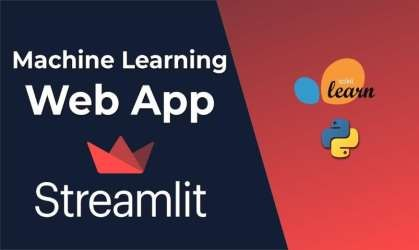 Machine Learning
Web App
Streamlit
scikit
learn